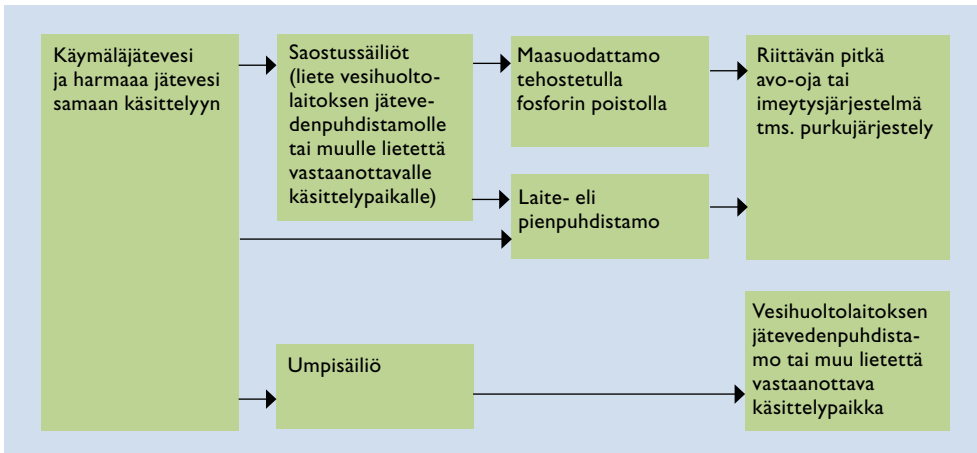 Käymäläjätevesi
ja harmaaa jätevesi
samaan käsittelyyn
Saostussäiliöt
(liete vesihuolto-
laitoksen jäteve-
denpuhdistamolle
tai muulle lietettä
vastaanottavalle
käsittelypaikalle)
Maasuodattamo
tehostetulla
fosforin poistolla
Riittävän pitkä
avo-oja tai
imeytysjärjestelmä
tms. purkujärjestely
Laite- eli
pienpuhdistamo
Umpisäiliö
Vesihuoltolaitoksen
jätevedenpuhdista-
mo tai muu lietettä
vastaanottava
käsittelypaikka